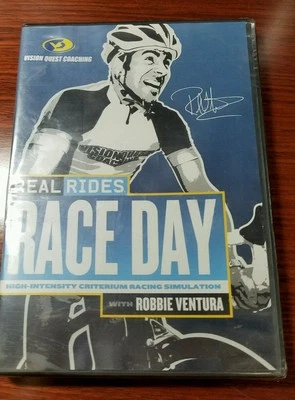 VISION QUEST COACHING
REAL RIDES
RACE DAY
HIGH-INTENSITY CRITERIUM RACING SIMULATION
WITH ROBBIE VENTURA